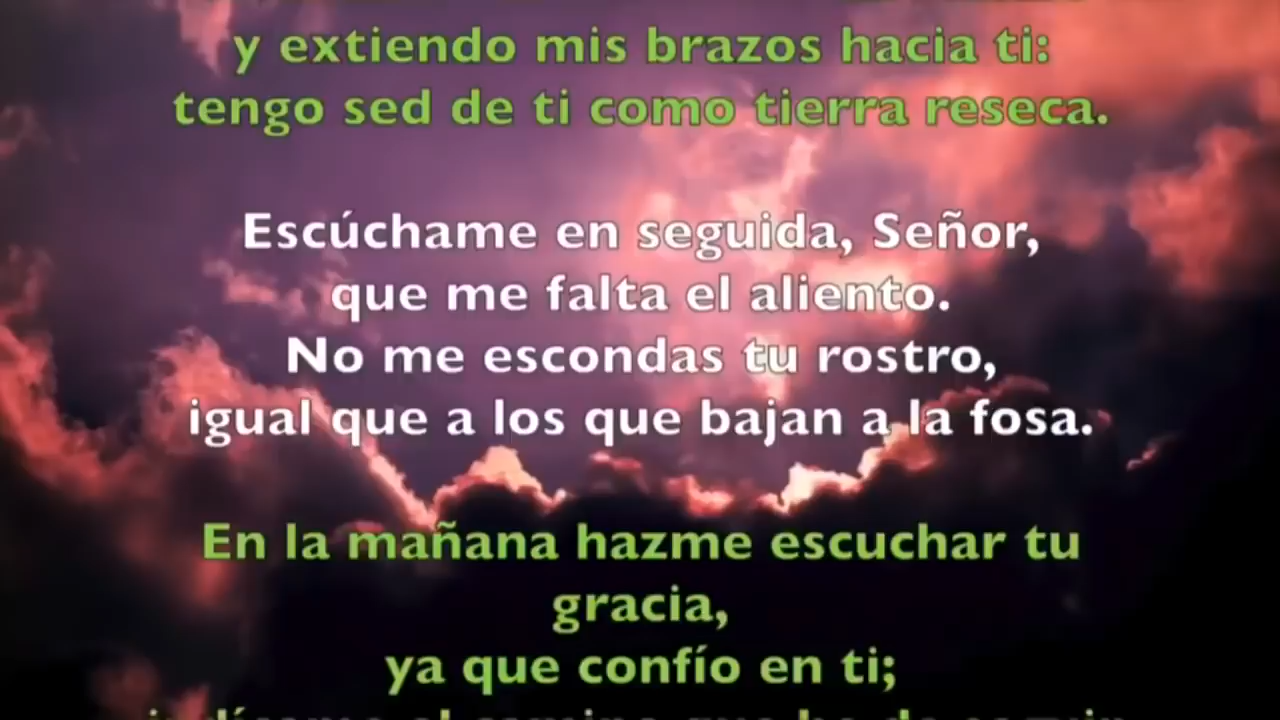 y extiendo mis brazos hacia ti:
tengo sed de ti como tierra reseca.
Escúchame en seguida, Señor,
que me falta el aliento.
No me escondas tu rostro,
igual que a los que bajan a la fosa.
En la mañana hazme escuchar tu
gracia,
ya que confío en ti;